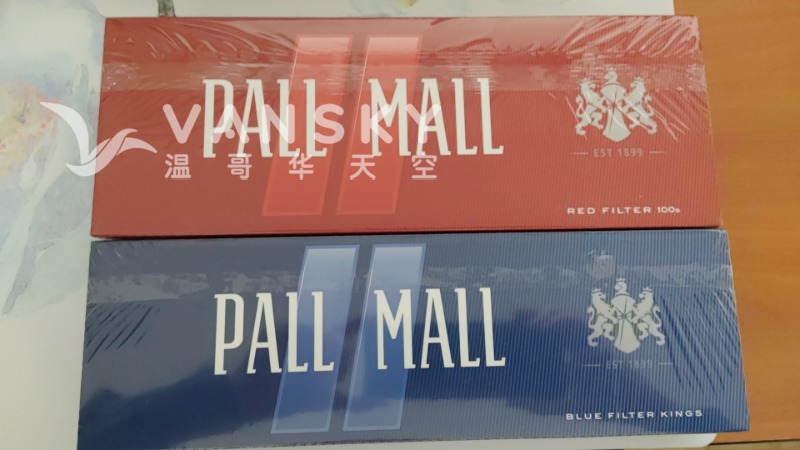 PALL MALL
VANSKY
温哥华天空
EST 1899
RED FILTER 100s
PALL MALL
EST 1899
BLUE FILTER KINGS